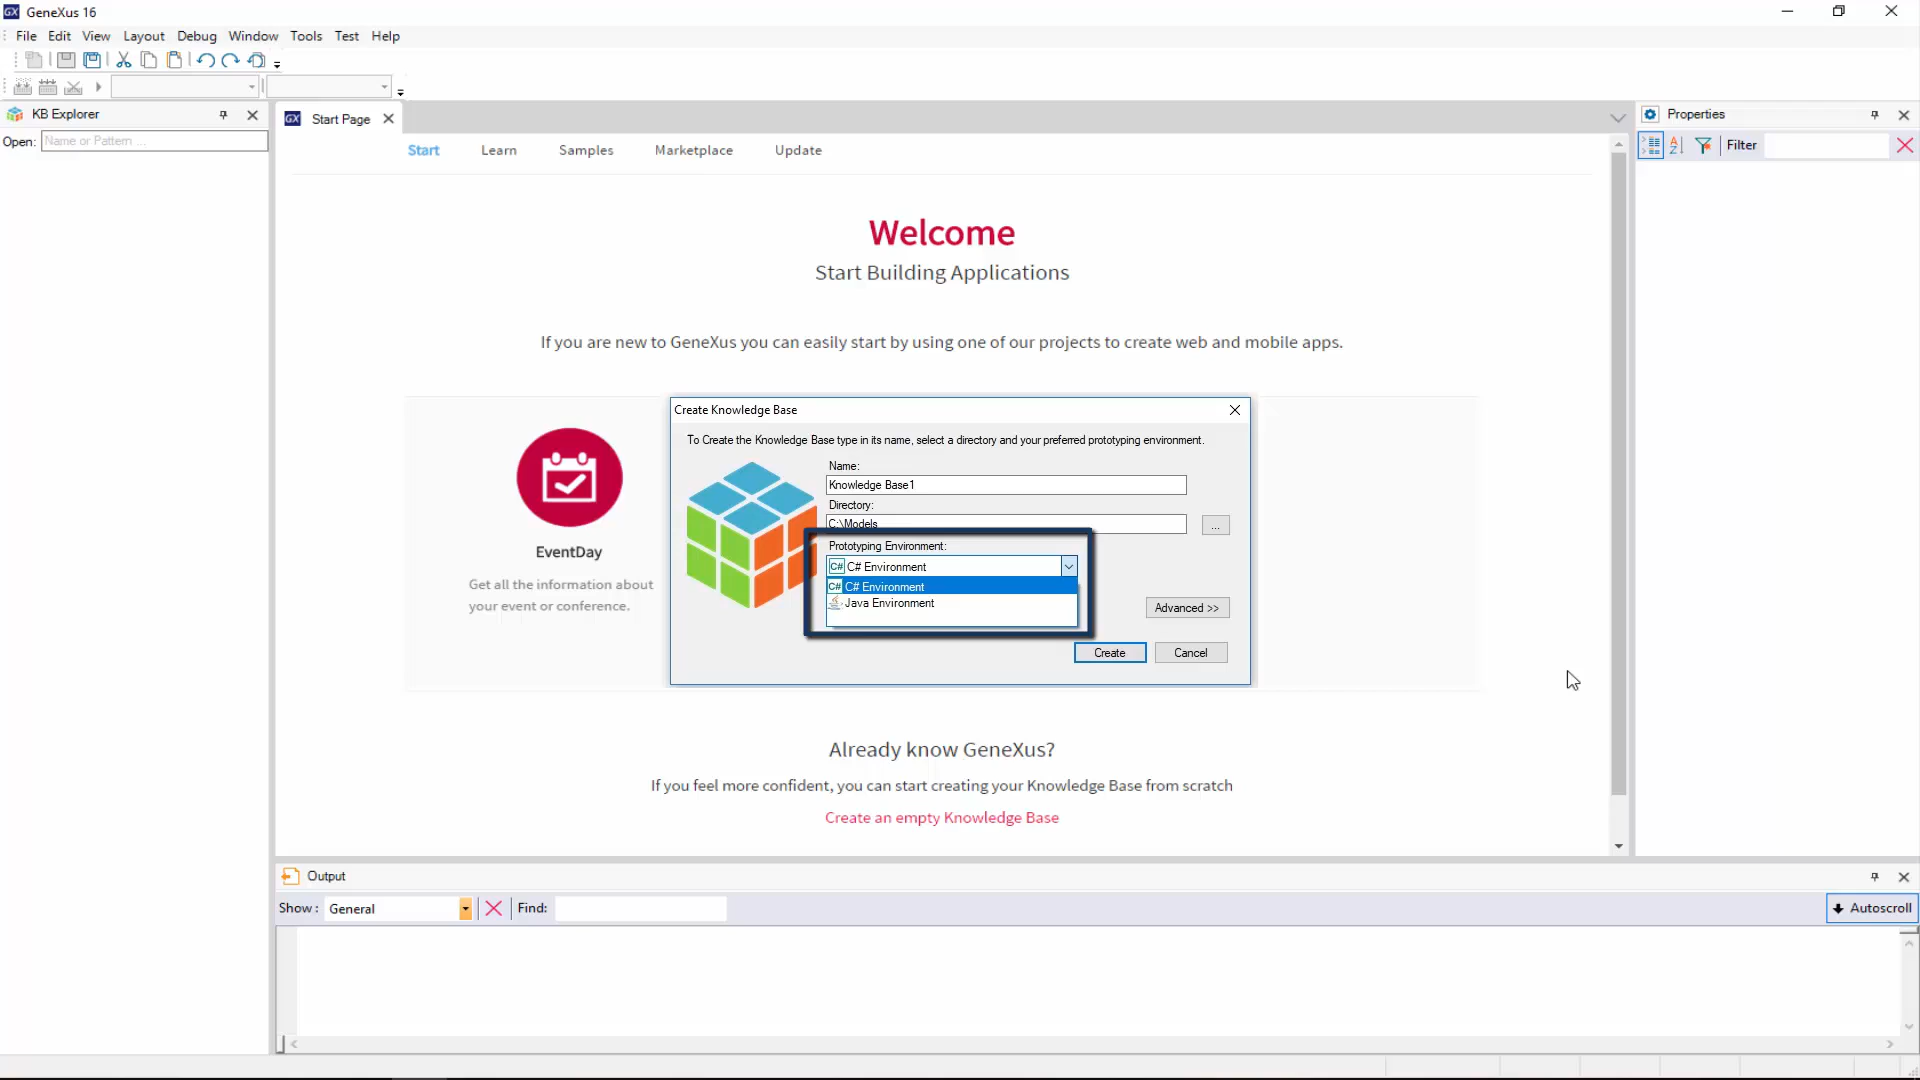 GX GeneXus 16
File Edit View Layout Debug Window Tools Test Help
KB Explorer
Open: Name or Pattern ...
GX Start Page
Start Learn Samples Marketplace Update
Welcome
Start Building Applications
If you are new to GeneXus you can easily start by using one of our projects to create web and mobile apps.
EventDay
Get all the information about
your event or conference.
Create Knowledge Base
To Create the Knowledge Base type in its name, select a directory and your preferred prototyping environment.
Name:
Knowledge Base1
Directory:
C:\Models
...
Prototyping Environment:
C# C# Environment
C# C# Environment
Java Environment
Advanced >>
Create Cancel
Already know GeneXus?
If you feel more confident, you can start creating your Knowledge Base from scratch
Create an empty Knowledge Base
Properties
AZ Filter
Output
Show : General Find: Autoscroll